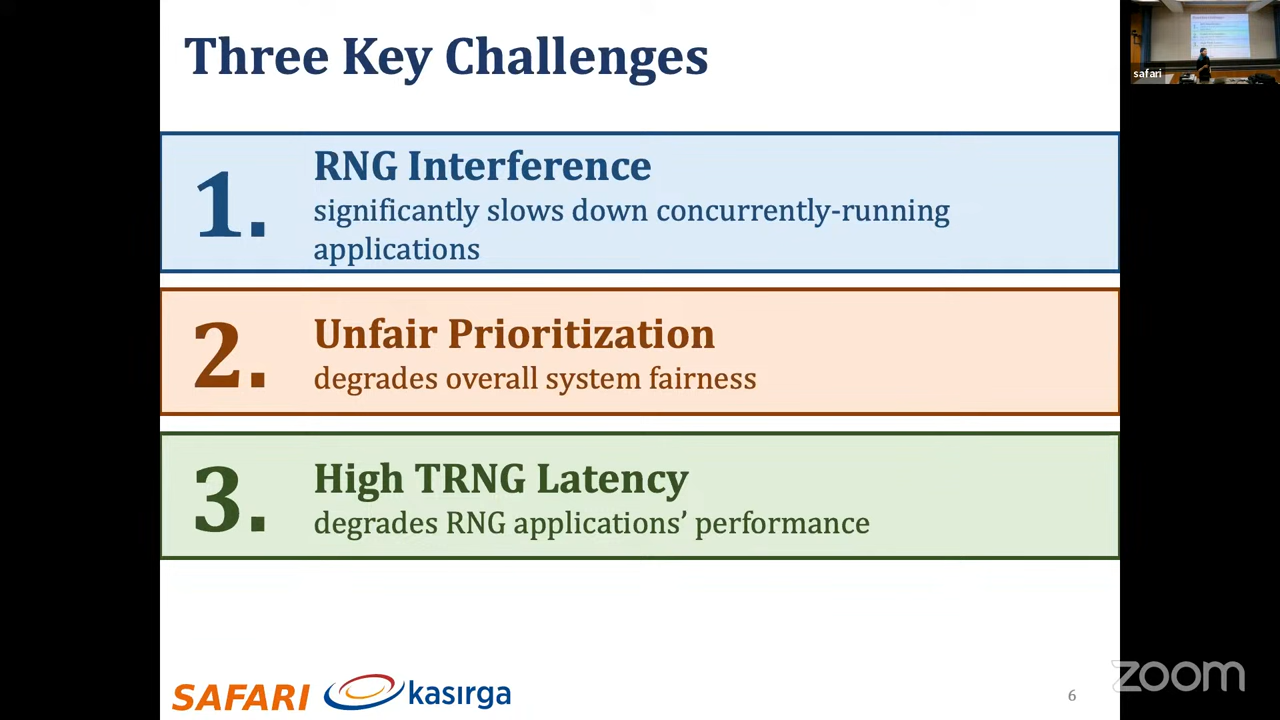 Three Key Challenges
safari
1.
RNG Interference
significantly slows down concurrently-running
applications
2.
Unfair Prioritization
degrades overall system fairness
3.
High TRNG Latency
degrades RNG applications’ performance
SAFARI
kasırga
6
zoom